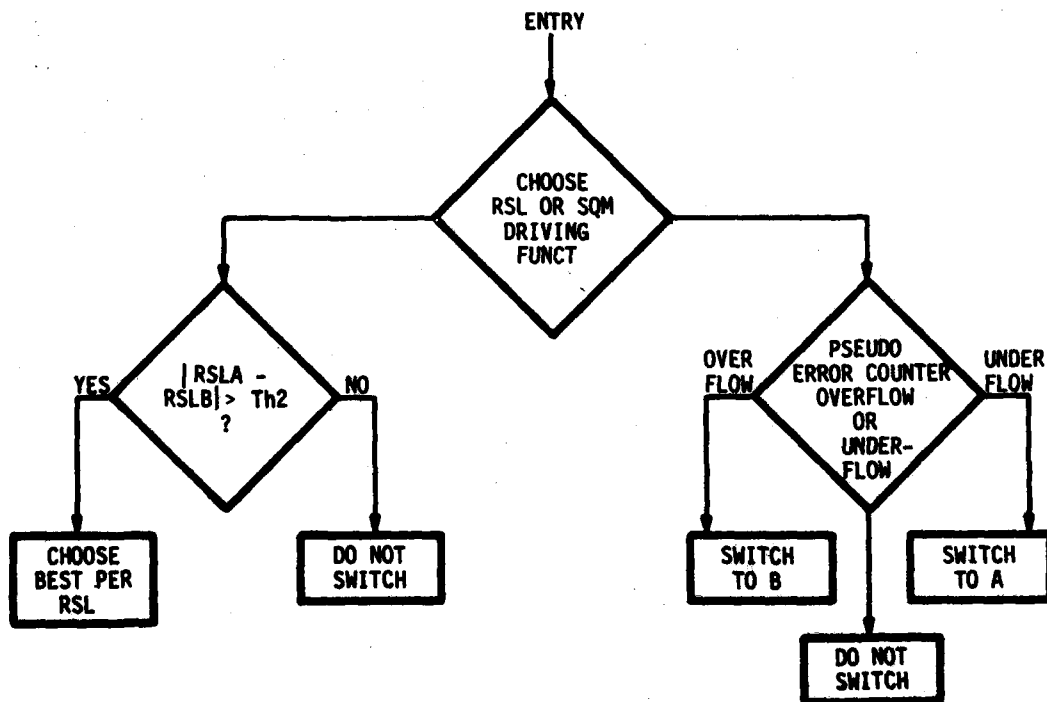 ENTRY
CHOOSE
RSL OR SQM
DRIVING
FUNCT
YES
|RSLA -
RSLB| > Th2
?
NO
OVER
FLOW
PSEUDO
ERROR COUNTER
OVERFLOW
OR
UNDER-
FLOW
UNDER
FLOW
CHOOSE
BEST PER
RSL
DO NOT
SWITCH
SWITCH
TO B
SWITCH
TO A
DO NOT
SWITCH